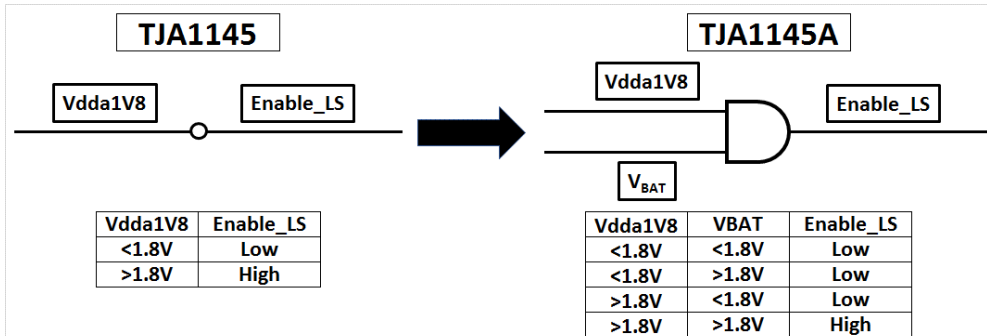 TJA1145
TJA1145A
Vdda1V8
Enable_LS
Vdda1V8
VBAT
Enable_LS
Vdda1V8 Enable_LS
<1.8V Low
>1.8V High
Vdda1V8 VBAT Enable_LS
<1.8V <1.8V Low
<1.8V >1.8V Low
>1.8V <1.8V Low
>1.8V >1.8V High